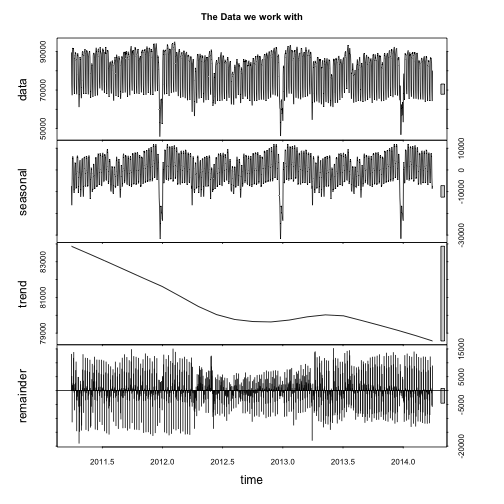 The Data we work with
data
50000 70000 90000
seasonal
-30000 -10000 0 10000
trend
79000 81000 83000
remainder
-20000 -5000 5000 15000
2011.5 2012.0 2012.5 2013.0 2013.5 2014.0
time